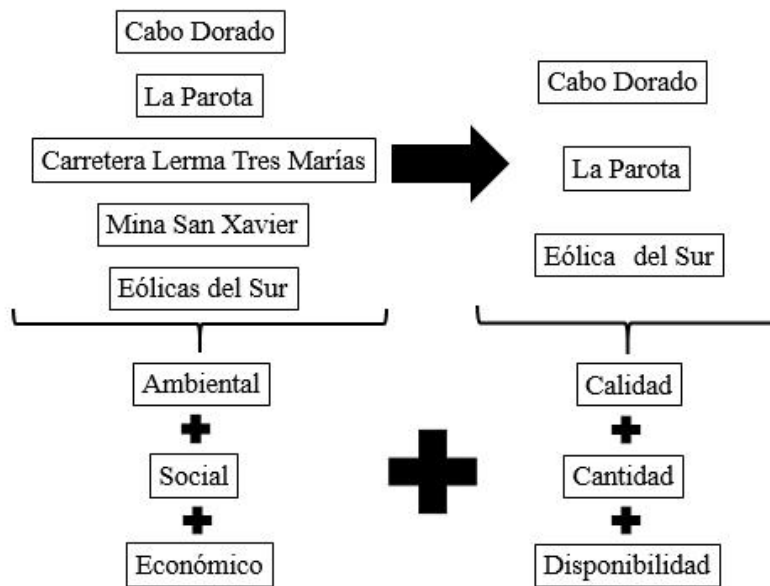 Cabo Dorado
La Parota
Carretera Lerma Tres Marías
Mina San Xavier
Eólicas del Sur
Ambiental
Social
Económico
Cabo Dorado
La Parota
Eólica del Sur
Calidad
Cantidad
Disponibilidad